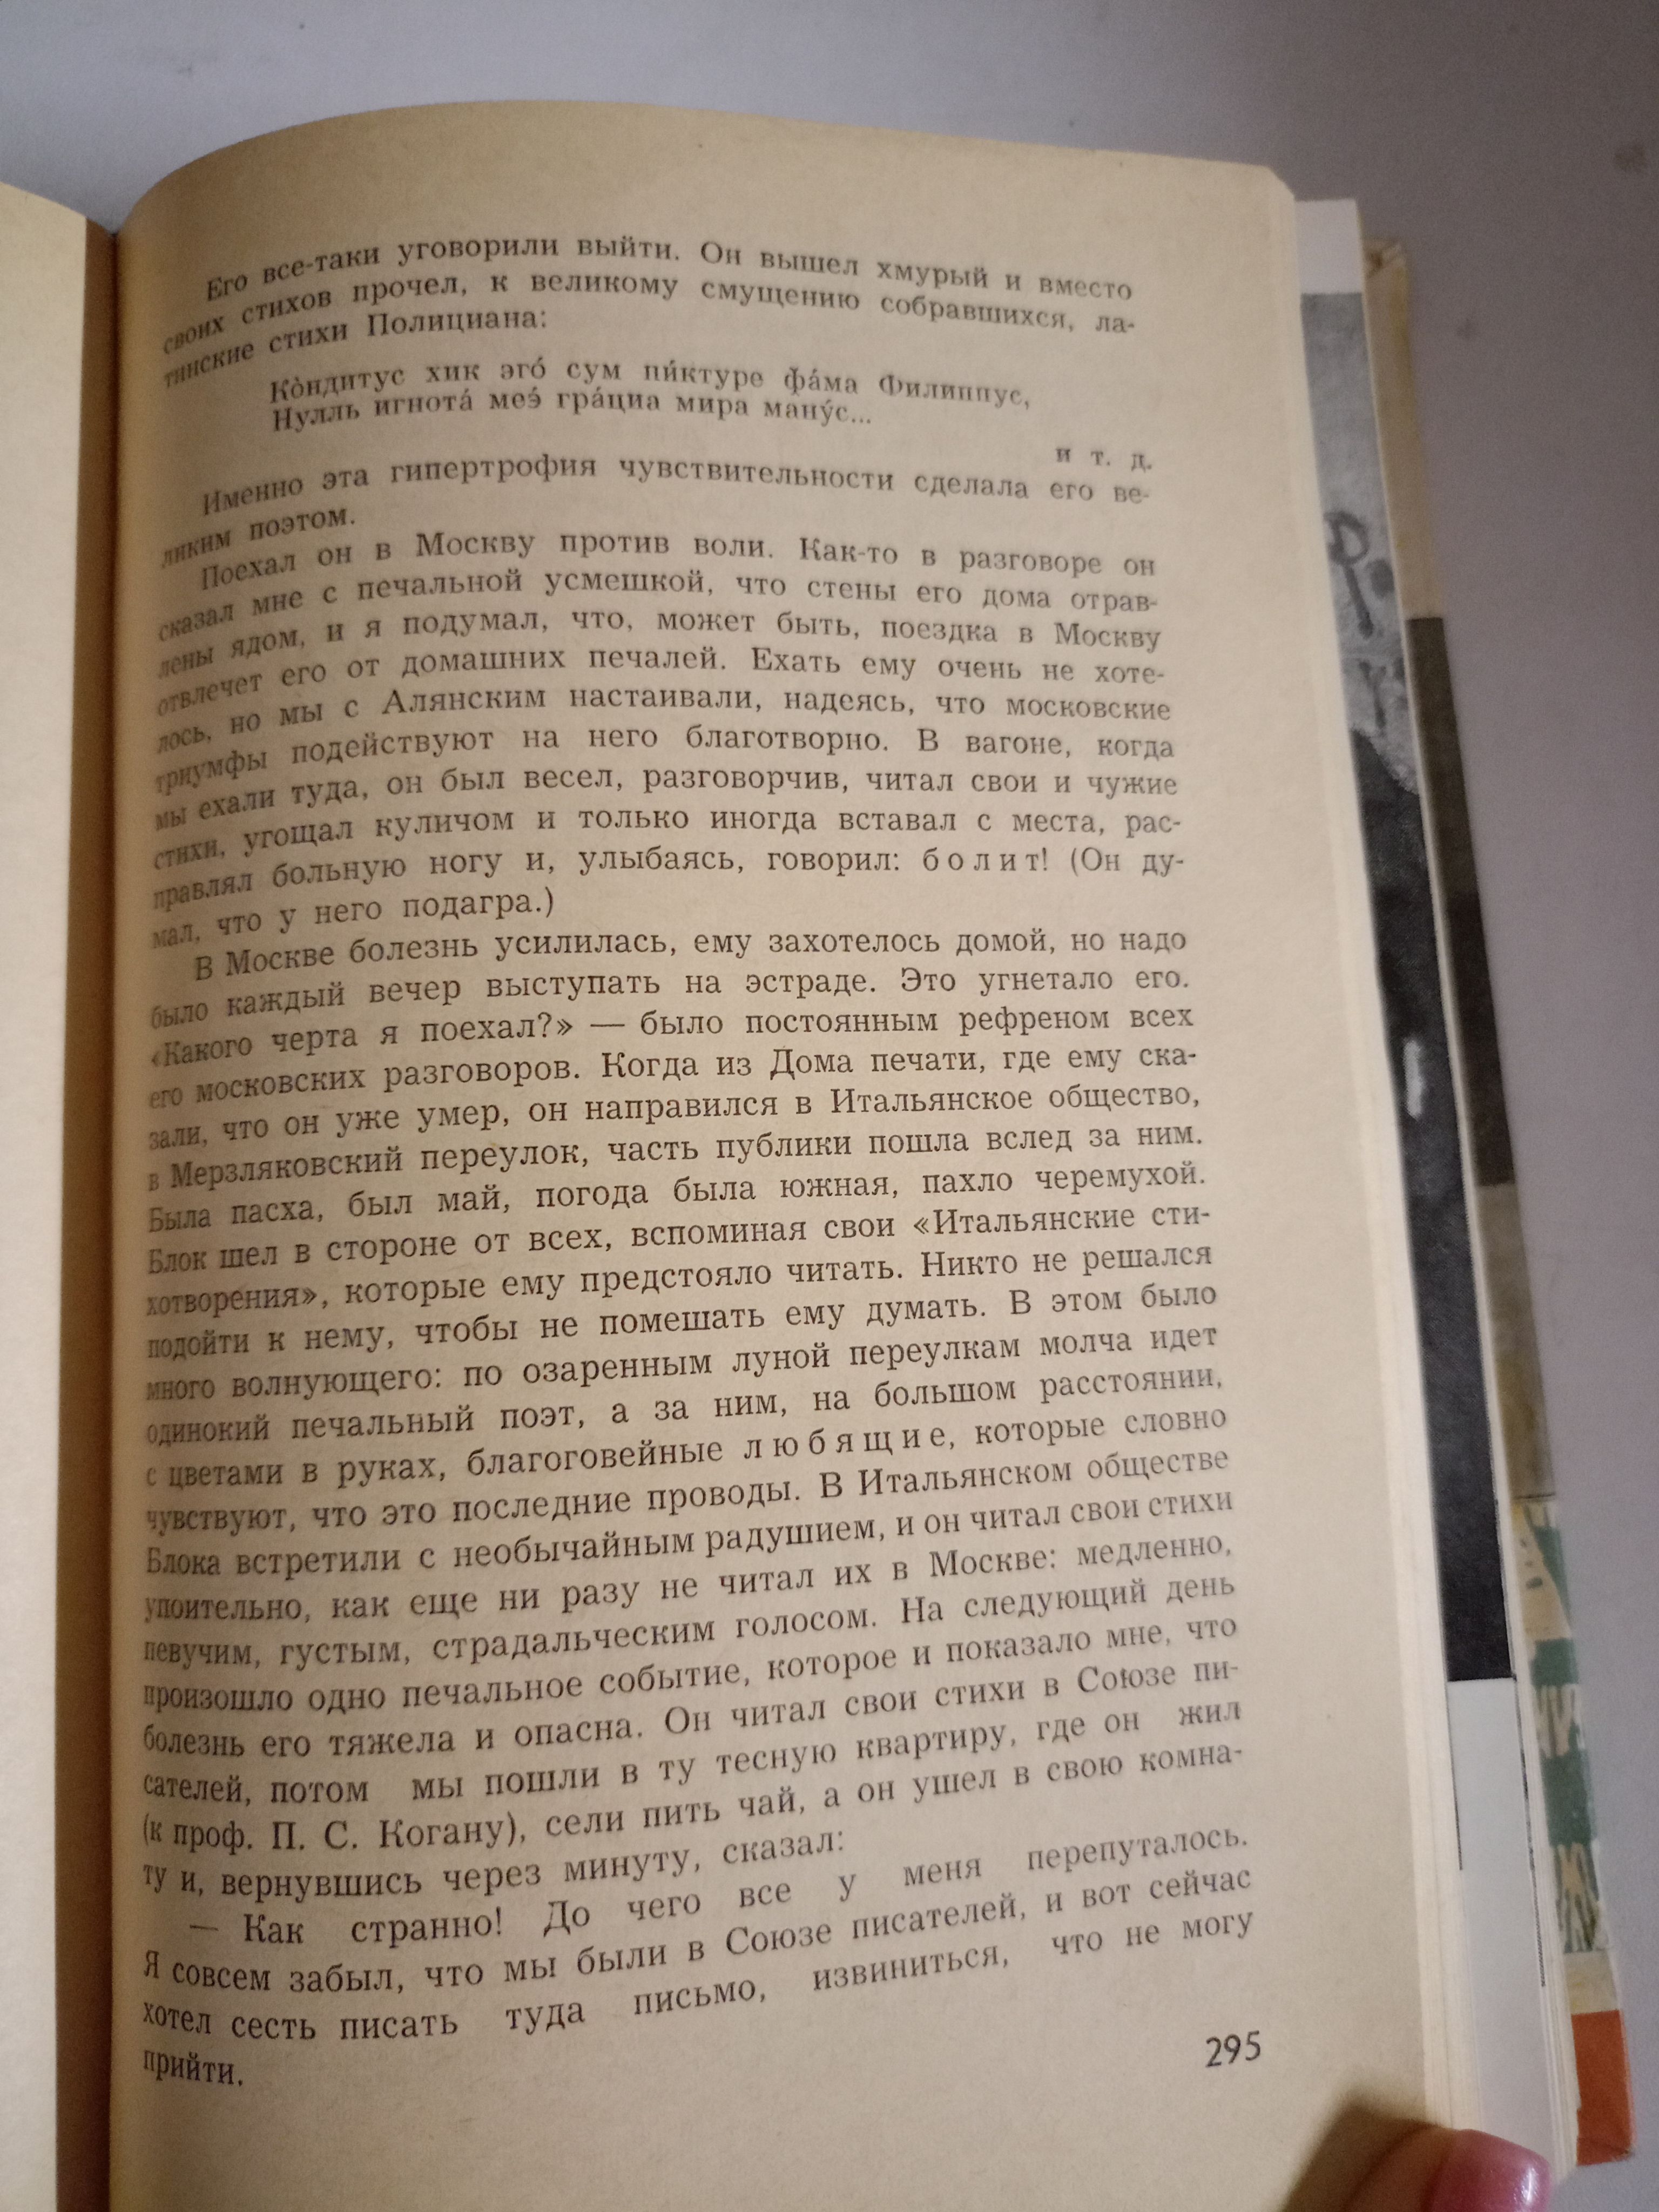 Его все-таки уговорили выйти. Он вышел хмурый и вместо
своих стихов прочел, к великому смущению собравшихся, ла-
тинские стихи Полициана:
Ко̀ндитус хик эго́ сум пи́ктуре фа́ма Филиппус,
Нулль игнота́ меэ́ гра́циа мира ману́с...
и т. д.
Именно эта гипертрофия чувствительности сделала его ве-
ликим поэтом.
Поехал он в Москву против воли. Как-то в разговоре он
сказал мне с печальной усмешкой, что стены его дома отрав-
лены ядом, и я подумал, что, может быть, поездка в Москву
отвлечет его от домашних печалей. Ехать ему очень не хоте-
лось, но мы с Алянским настаивали, надеясь, что московские
триумфы подействуют на него благотворно. В вагоне, когда
мы ехали туда, он был весел, разговорчив, читал свои и чужие
стихи, угощал куличом и только иногда вставал с места, рас-
правлял больную ногу и, улыбаясь, говорил: болит! (Он ду-
мал, что у него подагра.)
В Москве болезнь усилилась, ему захотелось домой, но надо
было каждый вечер выступать на эстраде. Это угнетало его.
«Какого черта я поехал?» — было постоянным рефреном всех
его московских разговоров. Когда из Дома печати, где ему ска-
зали, что он уже умер, он направился в Итальянское общество,
в Мерзляковский переулок, часть публики пошла вслед за ним.
Была пасха, был май, погода была южная, пахло черемухой.
Блок шел в стороне от всех, вспоминая свои «Итальянские сти-
хотворения», которые ему предстояло читать. Никто не решался
подойти к нему, чтобы не помешать ему думать. В этом было
много волнующего: по озаренным луной переулкам молча идет
одинокий печальный поэт, а за ним, на большом расстоянии,
с цветами в руках, благоговейные любящие, которые словно
чувствуют, что это последние проводы. В Итальянском обществе
Блока встретили с необычайным радушием, и он читал свои стихи
упоительно, как еще ни разу не читал их в Москве: медленно,
певучим, густым, страдальческим голосом. На следующий день
произошло одно печальное событие, которое и показало мне, что
болезнь его тяжела и опасна. Он читал свои стихи в Союзе пи-
сателей, потом мы пошли в ту тесную квартиру, где он жил
(к проф. П. С. Когану), сели пить чай, а он ушел в свою комна-
ту и, вернувшись через минуту, сказал:
— Как странно! До чего все у меня перепуталось.
Я совсем забыл, что мы были в Союзе писателей, и вот сейчас
хотел сесть писать туда письмо, извиниться, что не могу
прийти.
295